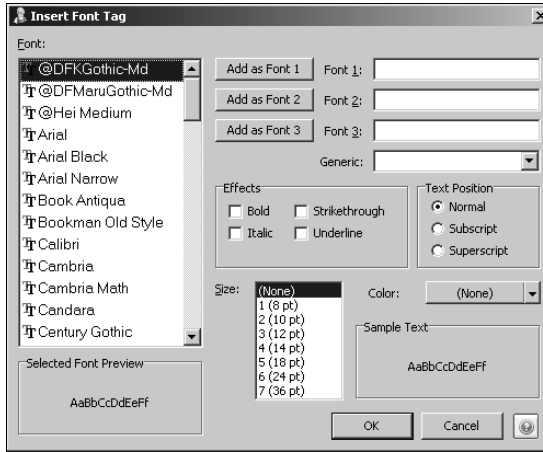 Insert Font Tag
Font:
@DFKGothic-Md
@DFMaruGothic-Md
@Hei Medium
Arial
Arial Black
Arial Narrow
Book Antiqua
Bookman Old Style
Calibri
Cambria
Cambria Math
Candara
Century Gothic
Selected Font Preview
AaBbCcDdEeFf
Add as Font 1 Font 1:
Add as Font 2 Font 2:
Add as Font 3 Font 3:
Generic:
Effects
Bold Strikethrough
Italic Underline
Text Position
Normal
Subscript
Superscript
Size:
(None)
1 (8 pt)
2 (10 pt)
3 (12 pt)
4 (14 pt)
5 (18 pt)
6 (24 pt)
7 (36 pt)
Color: (None)
Sample Text
AaBbCcDdEeFf
OK Cancel